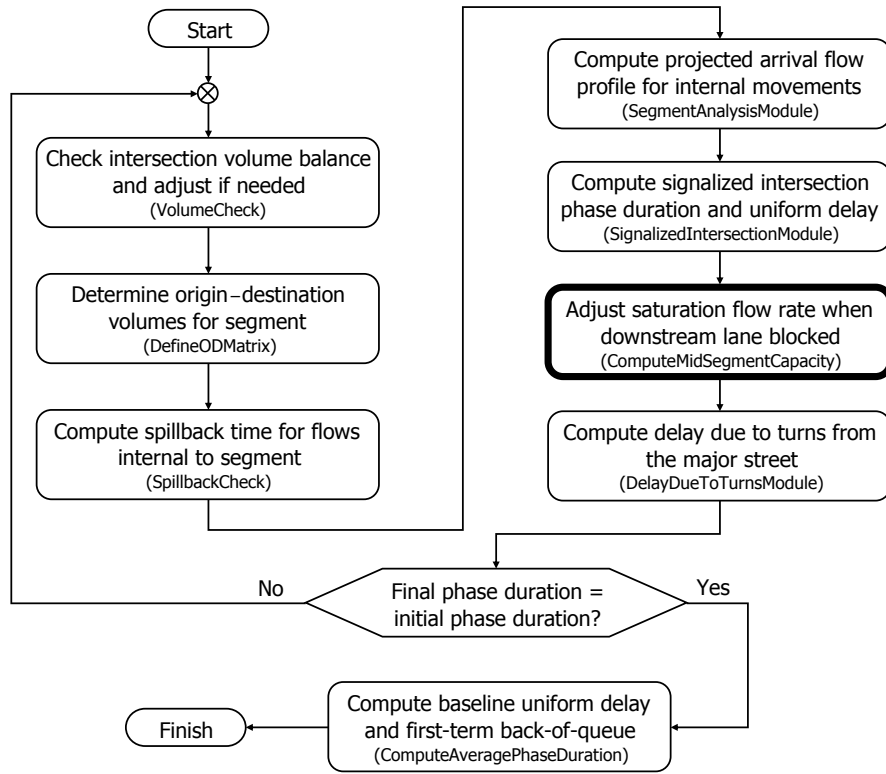 Start
Check intersection volume balance
and adjust if needed
(VolumeCheck)
Determine origin–destination
volumes for segment
(DefineODMatrix)
Compute spillback time for flows
internal to segment
(SpillbackCheck)
Compute projected arrival flow
profile for internal movements
(SegmentAnalysisModule)
Compute signalized intersection
phase duration and uniform delay
(SignalizedIntersectionModule)
Adjust saturation flow rate when
downstream lane blocked
(ComputeMidSegmentCapacity)
Compute delay due to turns from
the major street
(DelayDueToTurnsModule)
No
Final phase duration =
initial phase duration?
Yes
Compute baseline uniform delay
and first-term back-of-queue
(ComputeAveragePhaseDuration)
Finish